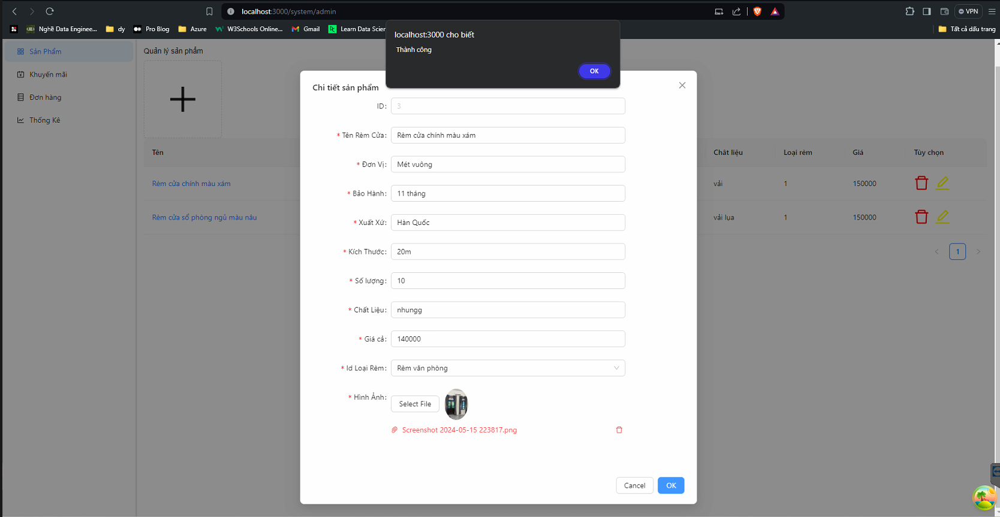 localhost:3000/system/admin
VPN
Nghề Data Enginee...
dy
Pro Blog
Azure
W3Schools Online...
Gmail
Learn Data Scien
Tất cả dấu trang
localhost:3000 cho biết
Thành công
OK
Sản Phẩm
Khuyến mãi
Đơn hàng
Thống Kê
Quản lý sản phẩm
Tên
Chất liệu
Loại rèm
Giá
Tùy chọn
Rèm cửa chính màu xám
vải
1
150000
Rèm cửa sổ phòng ngủ màu nâu
vải lụa
1
150000
1
Chi tiết sản phẩm
ID: 3
* Tên Rèm Cửa: Rèm cửa chính màu xám
* Đơn Vị: Mét vuông
* Bảo Hành: 11 tháng
* Xuất Xứ: Hàn Quốc
* Kích Thước: 20m
* Số lượng: 10
* Chất Liệu: nhungg
* Giá cả: 140000
* Id Loại Rèm: Rèm văn phòng
* Hình Ảnh: Select File
Screenshot 2024-05-15 223817.png
Cancel
OK